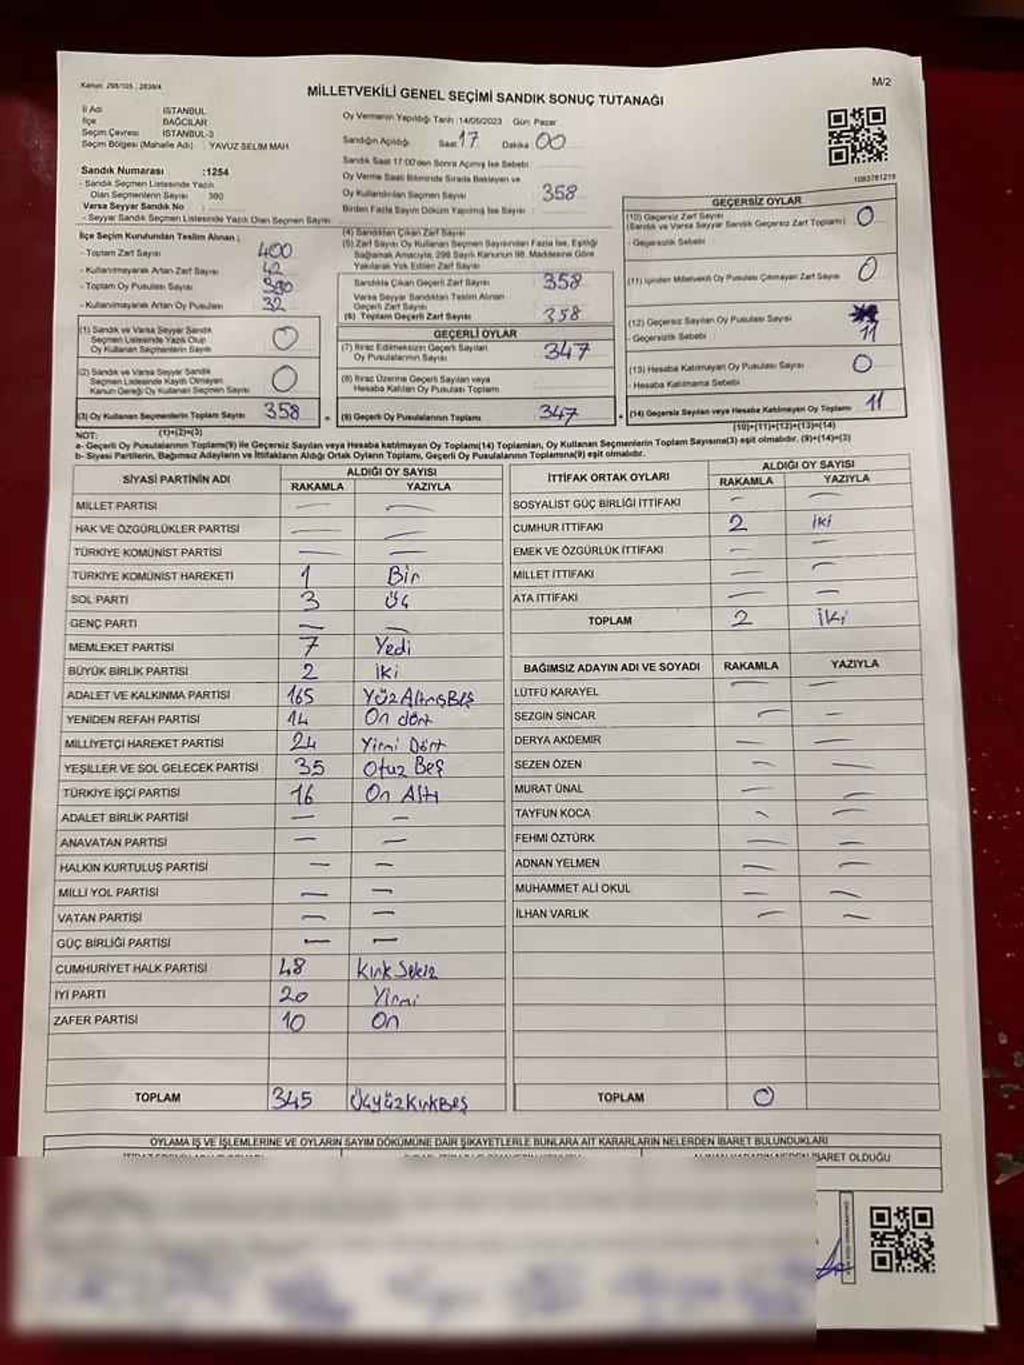 Kanun: 298/105 ; 2839/4
M/2
MİLLETVEKİLİ GENEL SEÇİMİ SANDIK SONUÇ TUTANAĞI
İl Adı : İSTANBUL
İlçe : BAĞCILAR
Seçim Çevresi : İSTANBUL-3
Seçim Bölgesi (Mahalle Adı) : YAVUZ SELİM MAH
Oy Vermenin Yapıldığı Tarih :14/05/2023 Gün: Pazar
Sandığın Açıldığı Saat 17 Dakika 00
Sandık Saat 17:00'den Sonra Açılmış İse Sebebi
Oy Verme Saati Bitiminde Sırada Bekleyen ve
Oy Kullandırılan Seçmen Sayısı 358
Birden Fazla Sayım Döküm Yapılmış İse Sayısı
Sandık Numarası :1254
- Sandık Seçmen Listesinde Yazılı
Olan Seçmenlerin Sayısı
Varsa Seyyar Sandık No
- Seyyar Sandık Seçmen Listesinde Yazılı Olan Seçmen Sayısı
1083781219
İlçe Seçim Kurulundan Teslim Alınan ;
- Toplam Zarf Sayısı 400
- Kullanılmayarak Artan Zarf Sayısı 42
- Toplam Oy Pusulası Sayısı
- Kullanılmayarak Artan Oy Pusulası 32
(1) Sandık ve Varsa Seyyar Sandık
Seçmen Listesinde Yazılı Olup
Oy Kullanan Seçmenlerin Sayısı 0
(2) Sandık ve Varsa Seyyar Sandık
Seçmen Listesinde Kayıtlı Olmayan
Kanun Gereği Oy Kullanan Seçmen Sayısı 0
(3) Oy Kullanan Seçmenlerin Toplam Sayısı 358
(1)+(2)=(3)
(4) Sandıktan Çıkan Zarf Sayısı
(5) Zarf Sayısı Oy Kullanan Seçmen Sayısından Fazla İse, Eşitliği
Sağlamak Amacıyla, 298 Sayılı Kanunun 98. Maddesine Göre
Yakılarak Yok Edilen Zarf Sayısı
Sandıkta Çıkan Geçerli Zarf Sayısı 358
Varsa Seyyar Sandıktan Teslim Alınan
Geçerli Zarf Sayısı
(6) Toplam Geçerli Zarf Sayısı 358
GEÇERLİ OYLAR
(7) İtiraz Edilmeksizin Geçerli Sayılan
Oy Pusulalarının Sayısı 347
(8) İtiraz Üzerine Geçerli Sayılan veya
Hesaba Katılan Oy Pusulası Toplamı
(9) Geçerli Oy Pusulalarının Toplamı 347
GEÇERSİZ OYLAR
(10) Geçersiz Zarf Sayısı
(Sandık ve Varsa Seyyar Sandık Geçersiz Zarf Toplamı) 0
- Geçersizlik Sebebi
(11) İçinden Milletvekili Oy Pusulası Çıkmayan Zarf Sayısı 0
(12) Geçersiz Sayılan Oy Pusulası Sayısı
- Geçersizlik Sebebi 11
(13) Hesaba Katılmayan Oy Pusulası Sayısı 0
- Hesaba Katılmama Sebebi
(14) Geçersiz Sayılan veya Hesaba Katılmayan Oy Toplamı 11
(10)+(11)+(12)+(13)=(14)
NOT:
a- Geçerli Oy Pusulalarının Toplamı(9) ile Geçersiz Sayılan veya Hesaba katılmayan Oy Toplamı(14) Toplamları, Oy Kullanan Seçmenlerin Toplam Sayısına(3) eşit olmalıdır. (9)+(14)=(3)
b- Siyasi Partilerin, Bağımsız Adayların ve İttifakların Aldığı Ortak Oyların Toplamı, Geçerli Oy Pusulalarının Toplamına(9) eşit olmalıdır.
SİYASİ PARTİNİN ADI ALDIĞI OY SAYISI
RAKAMLA YAZIYLA
MİLLET PARTİSI — —
HAK VE ÖZGÜRLÜKLER PARTİSİ — —
TÜRKİYE KOMÜNİST PARTİSİ — —
TÜRKİYE KOMÜNİST HAREKETİ 1 Bir
SOL PARTİ 3 Üç
GENÇ PARTİ — —
MEMLEKET PARTİSİ 7 Yedi
BÜYÜK BİRLİK PARTİSİ 2 iki
ADALET VE KALKINMA PARTİSİ 165 YüzAltmışBeş
YENİDEN REFAH PARTİSİ 14 On dört
MİLLİYETÇİ HAREKET PARTİSİ 24 Yirmi Dört
YEŞİLLER VE SOL GELECEK PARTİSİ 35 Otuz Beş
TÜRKİYE İŞÇİ PARTİSİ 16 On Altı
ADALET BİRLİK PARTİSİ — —
ANAVATAN PARTİSİ — —
HALKIN KURTULUŞ PARTİSİ — —
MİLLİ YOL PARTİSİ — —
VATAN PARTİSİ — —
GÜÇ BİRLİĞİ PARTİSİ — —
CUMHURİYET HALK PARTİSİ 48 Kırk Sekiz
İYİ PARTİ 20 Yirmi
ZAFER PARTİSİ 10 On
TOPLAM 345 ÜçyüzKırkBeş
İTTİFAK ORTAK OYLARI ALDIĞI OY SAYISI
RAKAMLA YAZIYLA
SOSYALİST GÜÇ BİRLİĞİ İTTİFAKI — —
CUMHUR İTTİFAKI 2 iki
EMEK VE ÖZGÜRLÜK İTTİFAKI — —
MİLLET İTTİFAKI — —
ATA İTTİFAKI — —
TOPLAM 2 İki
BAĞIMSIZ ADAYIN ADI VE SOYADI RAKAMLA YAZIYLA
LÜTFÜ KARAYEL — —
SEZGİN SİNCAR — —
DERYA AKDEMİR — —
SEZEN ÖZEN — —
MURAT ÜNAL — —
TAYFUN KOCA — —
FEHMİ ÖZTÜRK — —
ADNAN YELMEN — —
MUHAMMET ALİ OKUL — —
İLHAN VARLIK — —
TOPLAM 0
OYLAMA İŞ VE İŞLEMLERİNE VE OYLARIN SAYIM DÖKÜMÜNE DAİR ŞİKAYETLERLE BUNLARA AİT KARARLARIN NELERDEN İBARET BULUNDUKLARI
İBARET OLDUĞU